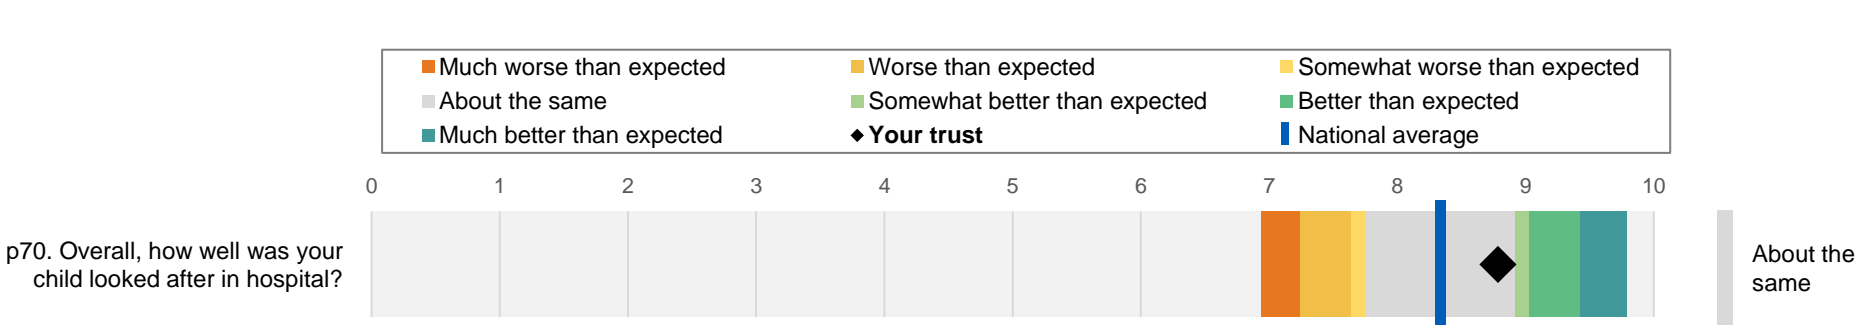 Much worse than expected Worse than expected Somewhat worse than expected
About the same Somewhat better than expected Better than expected
Much better than expected Your trust National average
0 1 2 3 4 5 6 7 8 9 10
p70. Overall, how well was your
child looked after in hospital?
About the
same